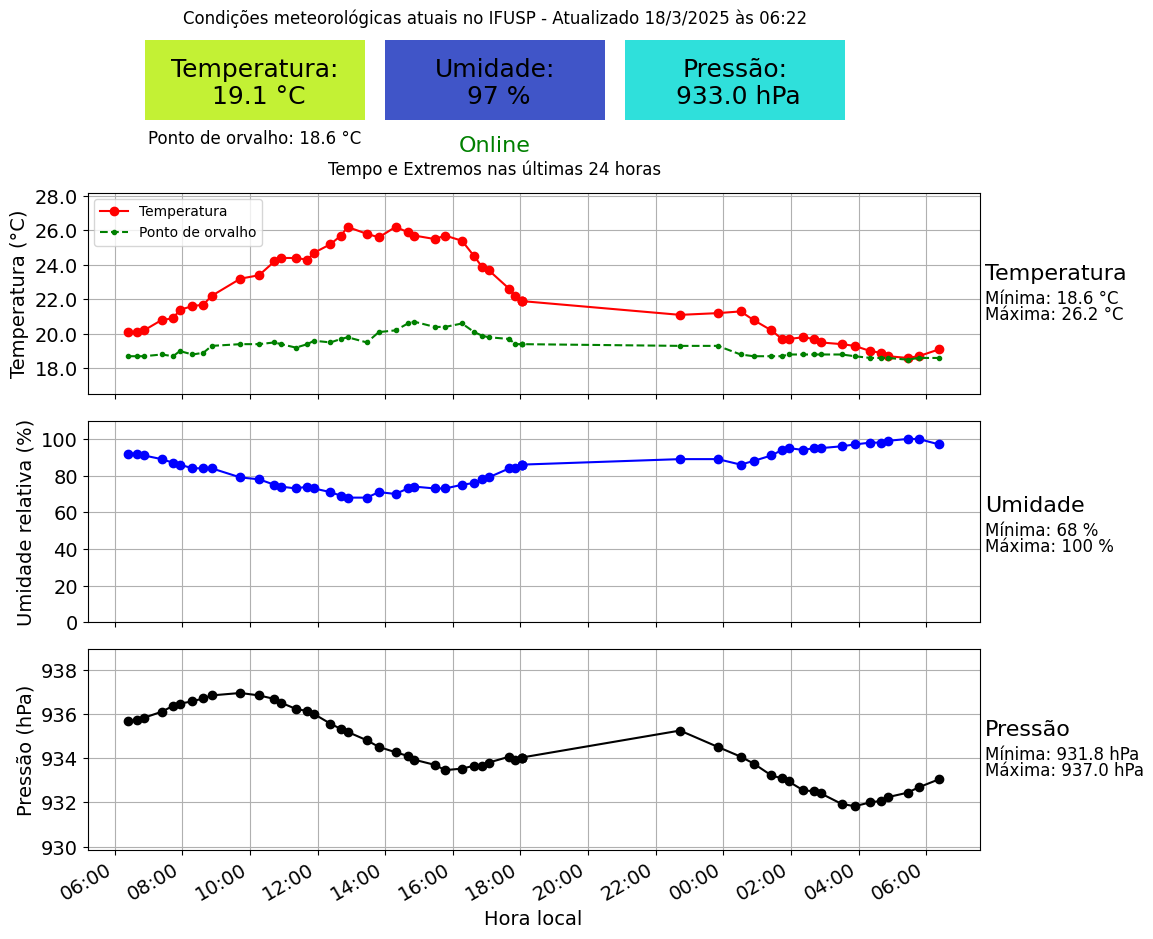 Condições meteorológicas atuais no IFUSP - Atualizado 18/3/2025 às 06:22
Temperatura:
19.1 °C
Umidade:
97 %
Pressão:
933.0 hPa
Ponto de orvalho: 18.6 °C
Online
Tempo e Extremos nas últimas 24 horas
Temperatura (°C)
28.0
26.0
24.0
22.0
20.0
18.0
Temperatura
Ponto de orvalho
Temperatura
Mínima: 18.6 °C
Máxima: 26.2 °C
Umidade relativa (%)
100
80
60
40
20
0
Umidade
Mínima: 68 %
Máxima: 100 %
Pressão (hPa)
938
936
934
932
930
Pressão
Mínima: 931.8 hPa
Máxima: 937.0 hPa
06:00 08:00 10:00 12:00 14:00 16:00 18:00 20:00 22:00 00:00 02:00 04:00 06:00
Hora local